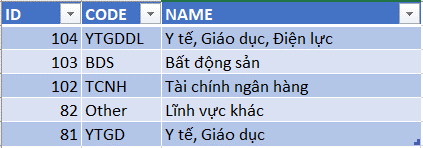 ID CODE NAME
104 YTGDDL Y tế, Giáo dục, Điện lực
103 BDS Bất động sản
102 TCNH Tài chính ngân hàng
82 Other Lĩnh vực khác
81 YTGD Y tế, Giáo dục